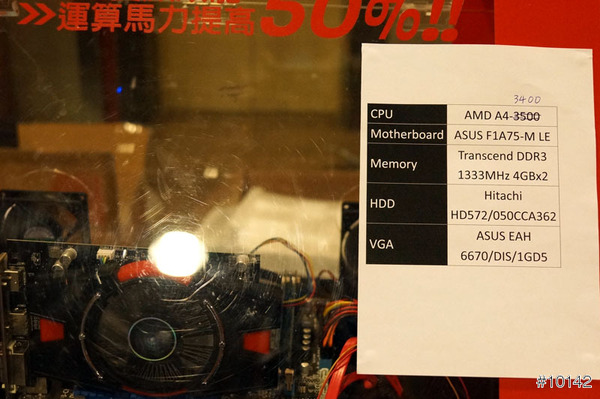 >>運算馬力提高30%!!
3400
CPU AMD A4-3500
Motherboard ASUS F1A75-M LE
Memory Transcend DDR3
1333MHz 4GBx2
HDD Hitachi
HD572/050CCA362
VGA ASUS EAH
6670/DIS/1GD5
#10142